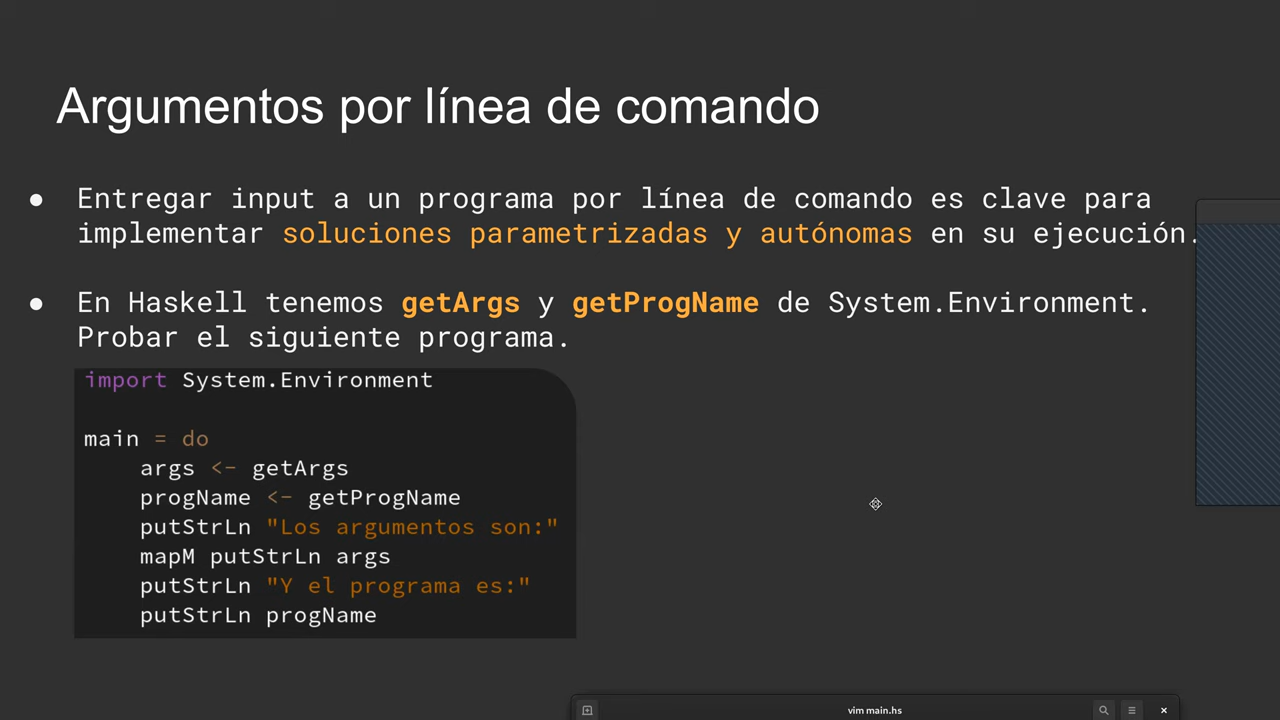 Argumentos por línea de comando
● Entregar input a un programa por línea de comando es clave para
implementar soluciones parametrizadas y autónomas en su ejecución.
● En Haskell tenemos getArgs y getProgName de System.Environment.
Probar el siguiente programa.
import System.Environment
main = do
    args <- getArgs
    progName <- getProgName
    putStrLn "Los argumentos son:"
    mapM putStrLn args
    putStrLn "Y el programa es:"
    putStrLn progName
vim main.hs